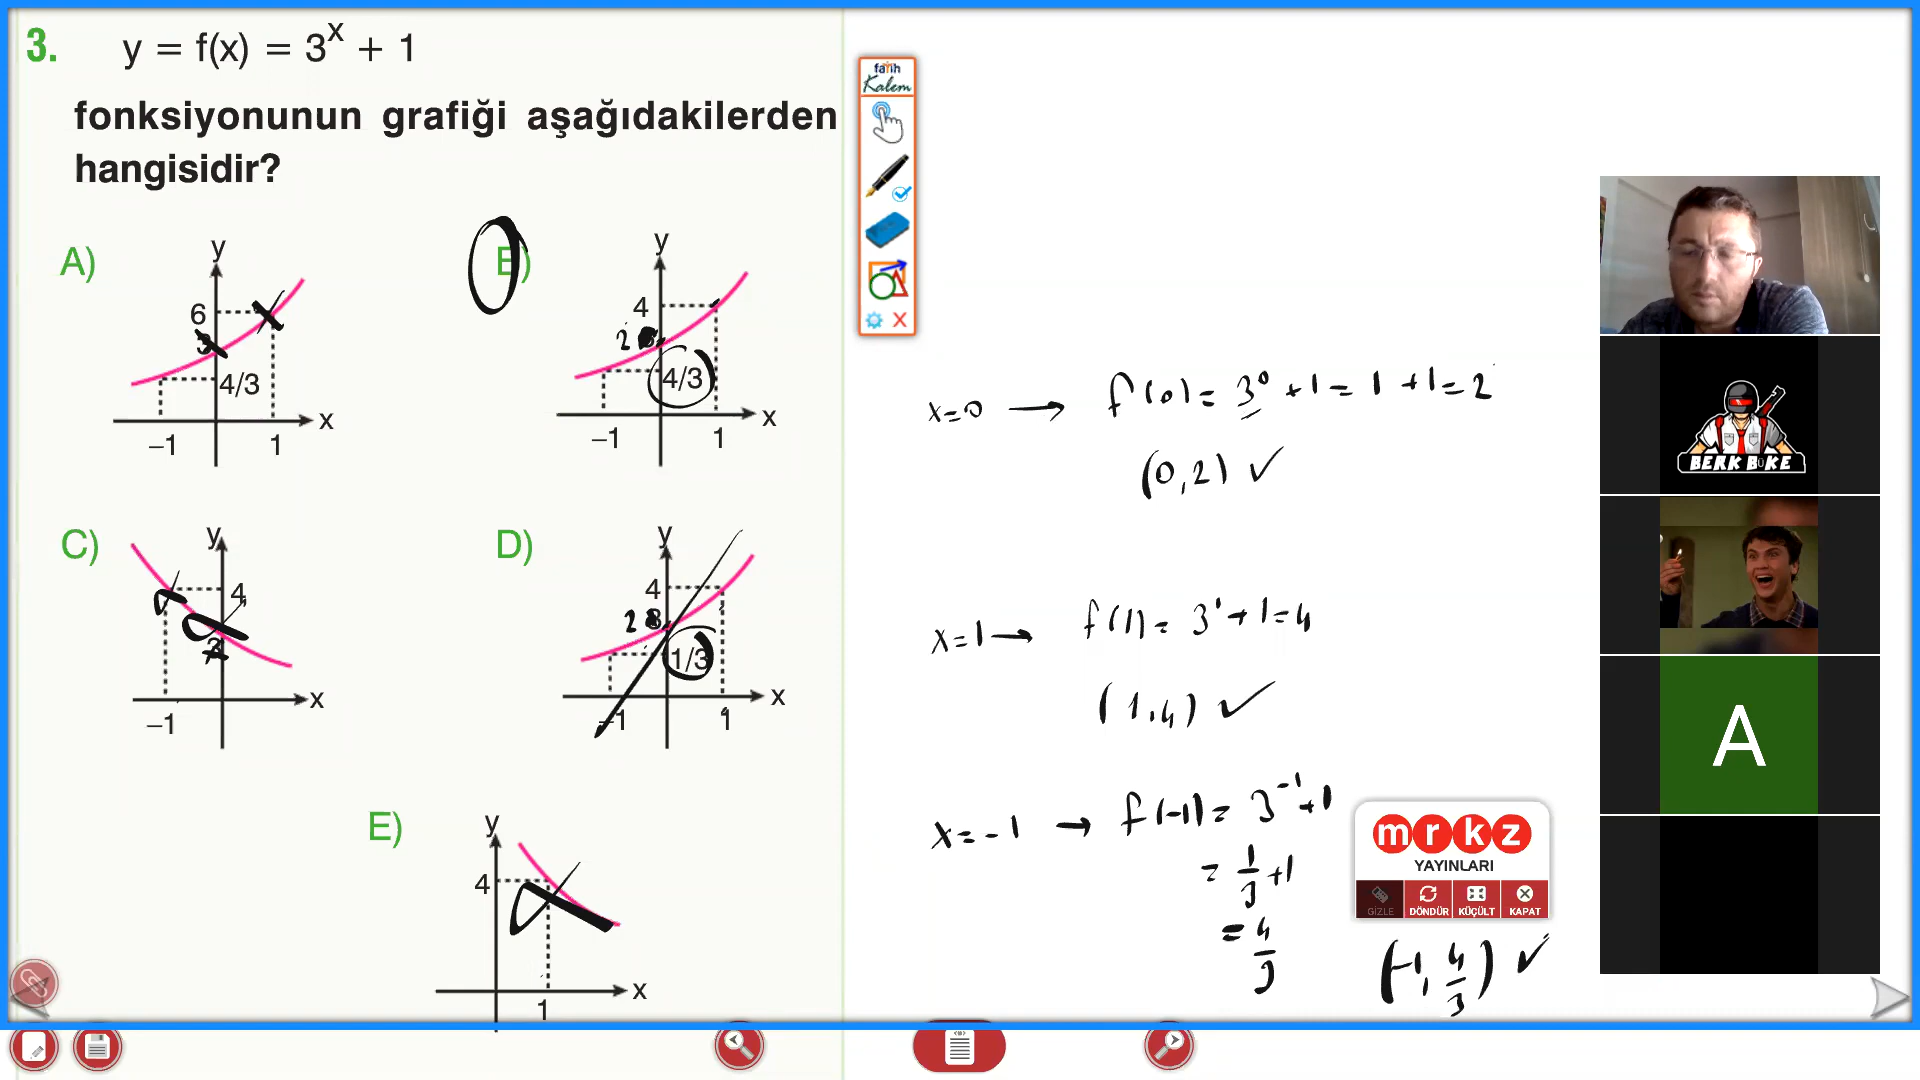 3. y = f(x) = 3^x + 1
fonksiyonunun grafiği aşağıdakilerden
hangisidir?
A)
y
6
3
4/3
x
–1
1
B)
y
4
2
4/3
x
–1
1
C)
y
4
x
–1
D)
y
4
2
1/3
x
–1
1
E)
y
4
x
1
fatih
Kalem
x=0 → f(0) = 3^0 + 1 = 1 + 1 = 2
(0,2) ✓
x=1 → f(1) = 3^1 + 1 = 4
(1,4) ✓
x=-1 → f(-1) = 3^-1 + 1
= 1/3 + 1
= 4/3
(-1, 4/3) ✓
mrkz
YAYINLARI
GİZLE DÖNDÜR KÜÇÜLT KAPAT
BERK BÜKE
A